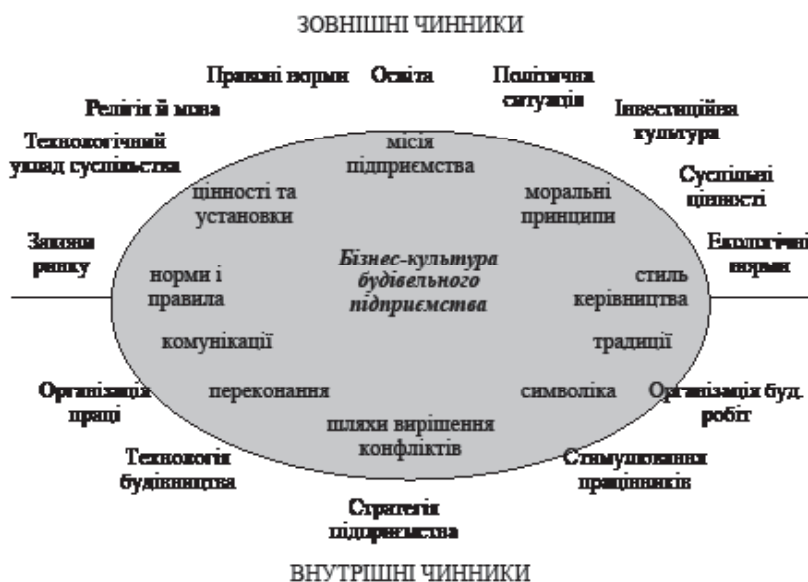 ЗОВНІШНІ ЧИННИКИ
Правові норми
Освіта
Політична
ситуація
Релігія й мова
Інвестиційна
культура
Технологічний
уклад суспільства
Суспільні
цінності
Закони
ринку
Екологічні
норми
місія
підприємства
цінності та
установки
моральні
принципи
Бізнес-культура
будівельного
підприємства
норми і
правила
стиль
керівництва
комунікації
традиції
переконання
символіка
шляхи вирішення
конфліктів
Організація
праці
Організація буд.
робіт
Технологія
будівництва
Стимулювання
працінників
Стратегія
підприємства
ВНУТРІШНІ ЧИННИКИ